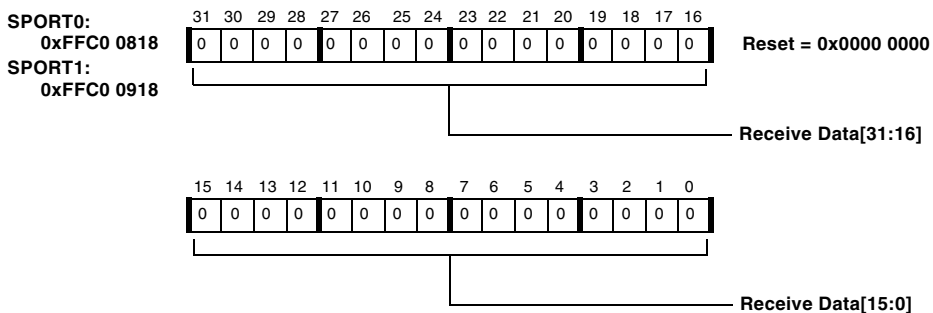 SPORT0:
0xFFC0 0818
SPORT1:
0xFFC0 0918
31 30 29 28 27 26 25 24 23 22 21 20 19 18 17 16
0 0 0 0 0 0 0 0 0 0 0 0 0 0 0 0
Reset = 0x0000 0000
Receive Data[31:16]
15 14 13 12 11 10 9 8 7 6 5 4 3 2 1 0
0 0 0 0 0 0 0 0 0 0 0 0 0 0 0 0
Receive Data[15:0]